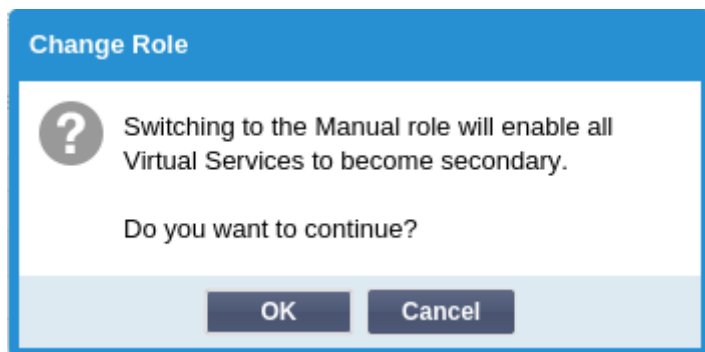 Change Role
Switching to the Manual role will enable all
Virtual Services to become secondary.
Do you want to continue?
OK
Cancel